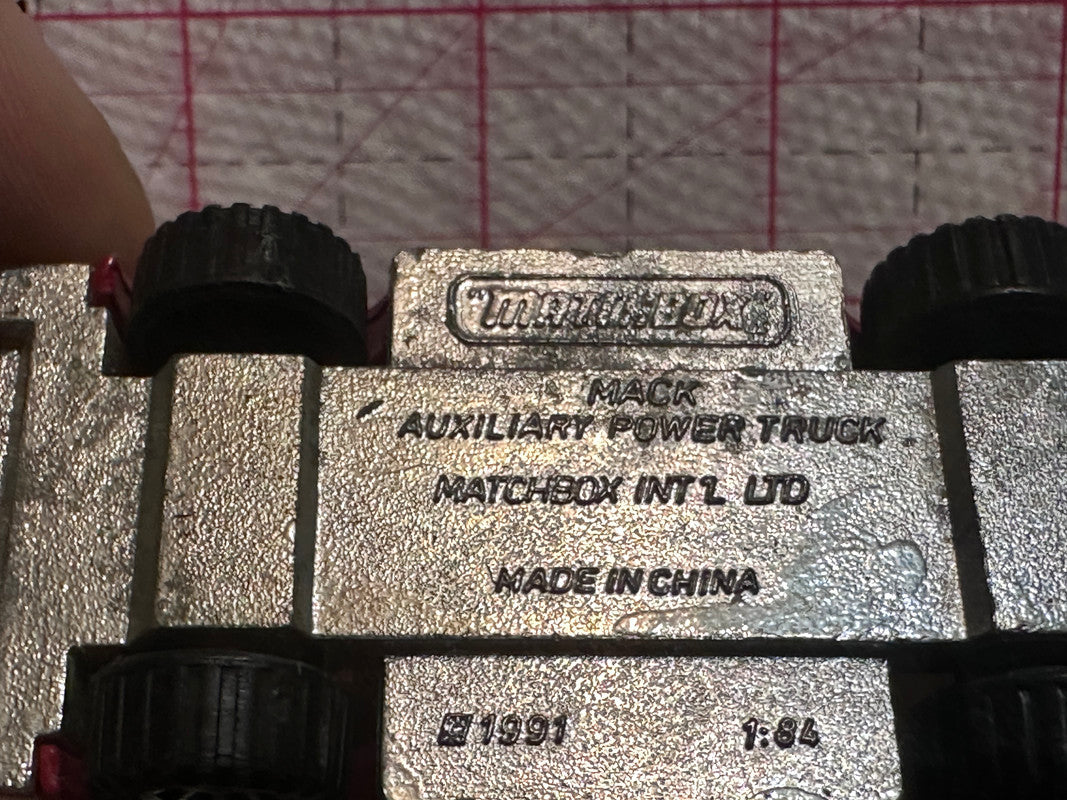 "MATCHBOX"
MACK
AUXILIARY POWER TRUCK
MATCHBOX INT'L LTD
MADE IN CHINA
1991 1:84